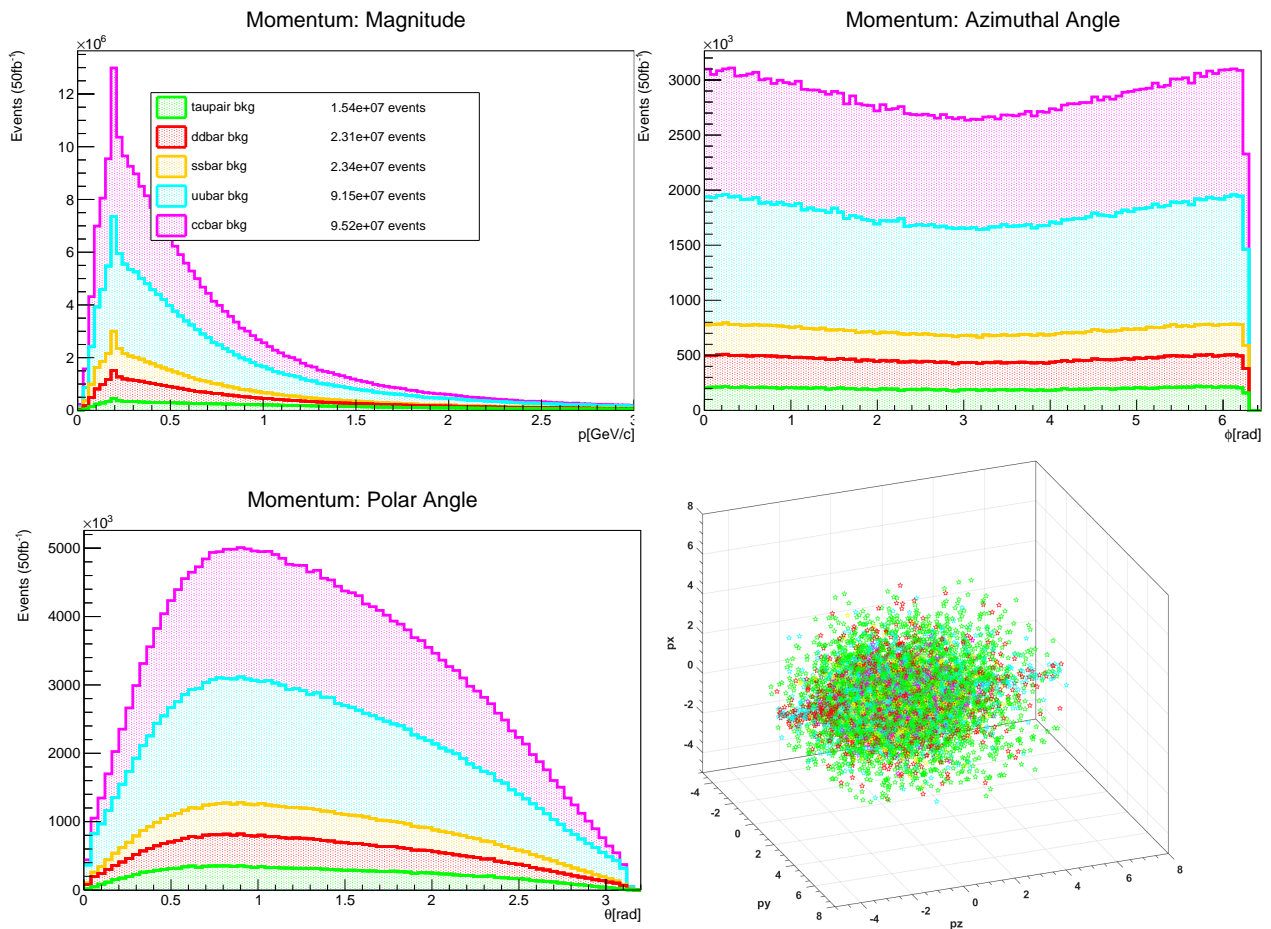 Momentum: Magnitude
×10⁶
Events (50fb⁻¹)
12
10
8
6
4
2
0
taupair bkg 1.54e+07 events
ddbar bkg 2.31e+07 events
ssbar bkg 2.34e+07 events
uubar bkg 9.15e+07 events
ccbar bkg 9.52e+07 events
0 0.5 1 1.5 2 2.5 3
p[GeV/c]
Momentum: Azimuthal Angle
×10³
Events (50fb⁻¹)
3000
2500
2000
1500
1000
500
0
0 1 2 3 4 5 6
ϕ[rad]
Momentum: Polar Angle
×10³
Events (50fb⁻¹)
5000
4000
3000
2000
1000
0
0 0.5 1 1.5 2 2.5 3
θ[rad]
8
6
4
2
0
-2
-4
px
-4
-2
0
2
4
6
8
py
-4 -2 0 2 4 6 8
pz